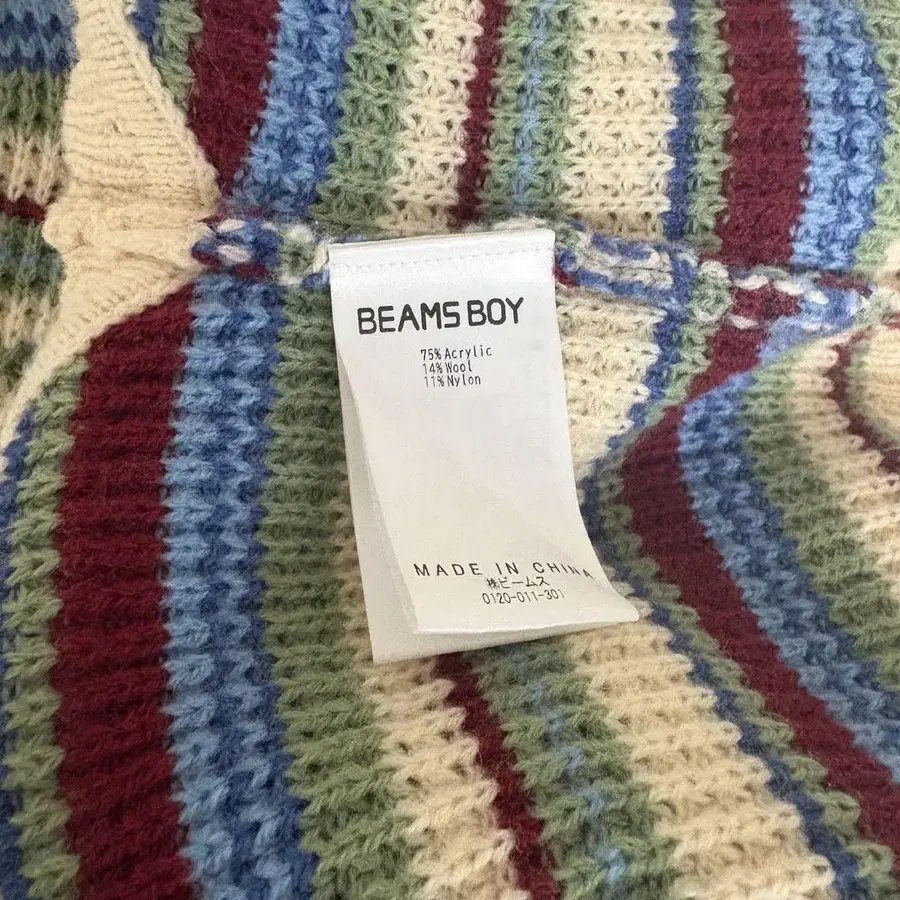 BEAMS BOY
75% Acrylic
14% Wool
11% Nylon
MADE IN CHINA
㈱ビームス
0120-011-301